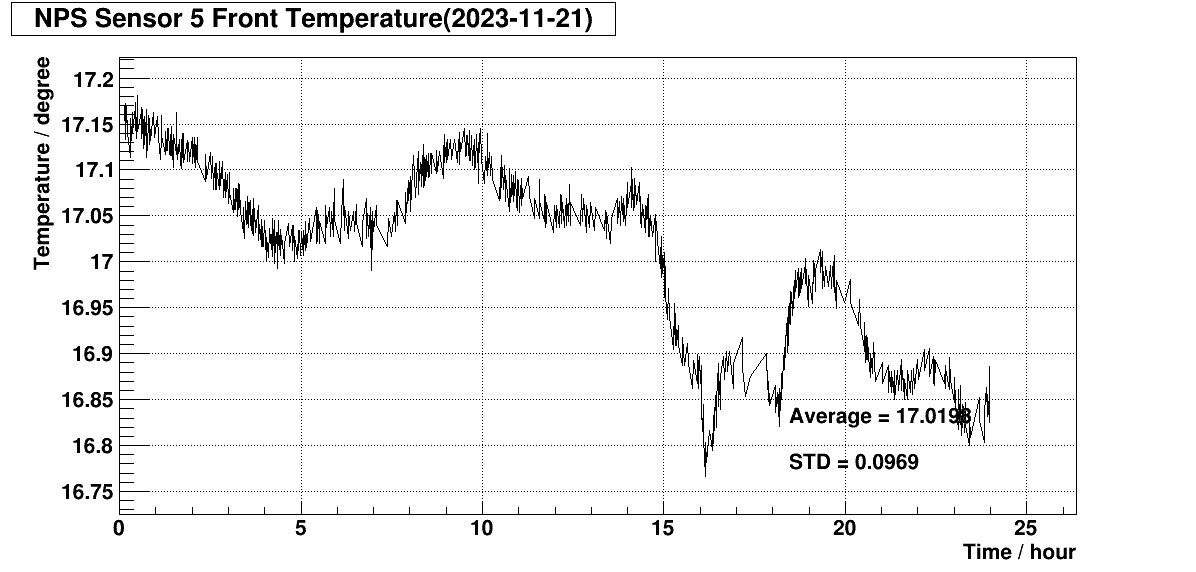 NPS Sensor 5 Front Temperature(2023-11-21)
Temperature / degree
17.2
17.15
17.1
17.05
17
16.95
16.9
16.85
16.8
16.75
Average = 17.0198
STD = 0.0969
0 5 10 15 20 25
Time / hour